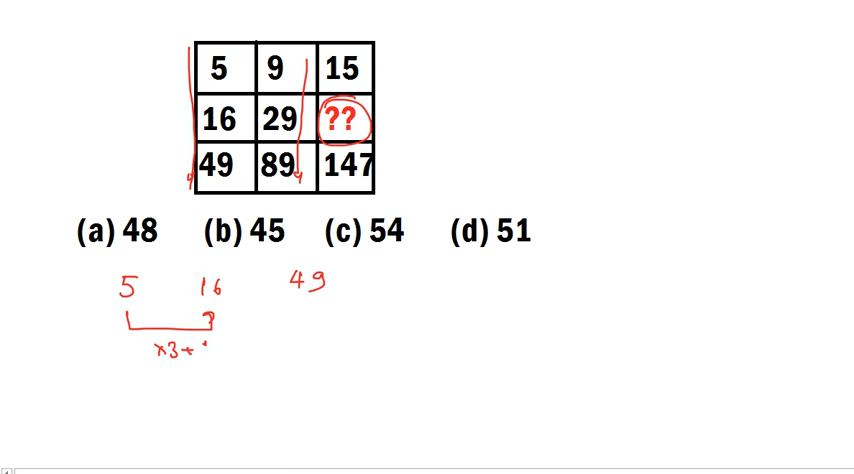 5 9 15
16 29 ??
49 89 147
(a) 48 (b) 45 (c) 54 (d) 51
5 16 49
×3+